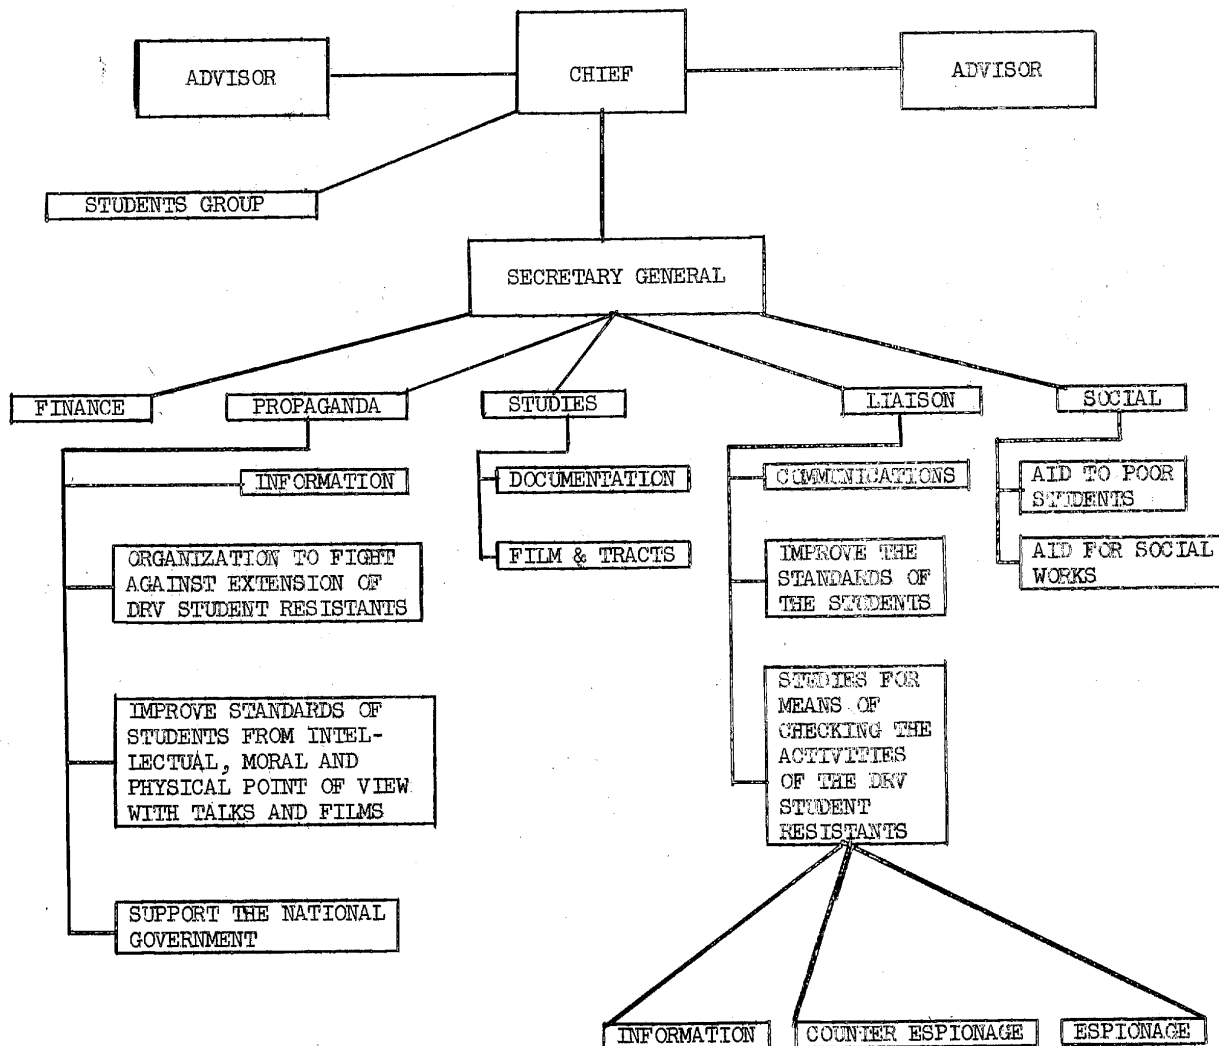 ADVISOR
CHIEF
ADVISOR
STUDENTS GROUP
SECRETARY GENERAL
FINANCE
PROPAGANDA
STUDIES
LIAISON
SOCIAL
INFORMATION
ORGANIZATION TO FIGHT
AGAINST EXTENSION OF
DRV STUDENT RESISTANTS
IMPROVE STANDARDS OF
STUDENTS FROM INTEL-
LECTUAL, MORAL AND
PHYSICAL POINT OF VIEW
WITH TALKS AND FILMS
SUPPORT THE NATIONAL
GOVERNMENT
DOCUMENTATION
FILM & TRACTS
COMMUNICATIONS
IMPROVE THE
STANDARDS OF
THE STUDENTS
STUDIES FOR
MEANS OF
CHECKING THE
ACTIVITIES
OF THE DRV
STUDENT
RESISTANTS
INFORMATION
COUNTER ESPIONAGE
ESPIONAGE
AID TO POOR
STUDENTS
AID FOR SOCIAL
WORKS